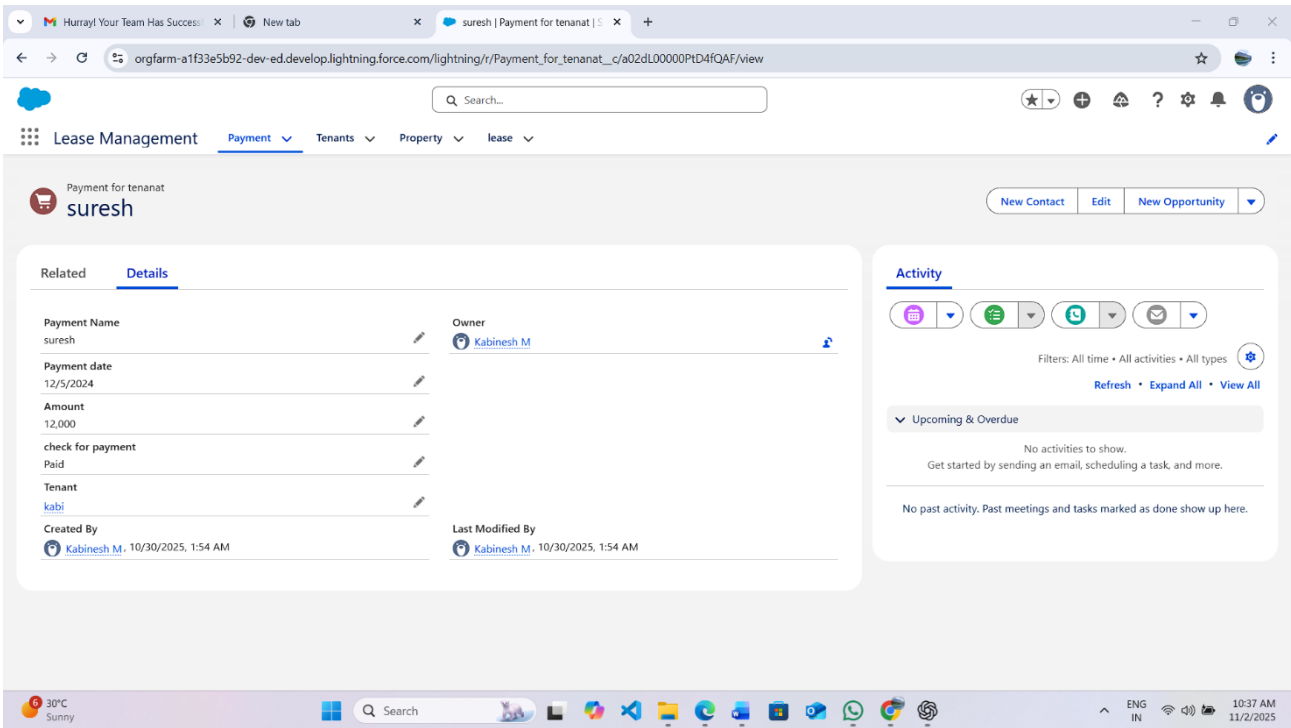 Hurray! Your Team Has Success
New tab
suresh | Payment for tenanat | S
orgfarm-a1f33e5b92-dev-ed.develop.lightning.force.com/lightning/r/Payment_for_tenanat__c/a02dL00000PtD4fQAF/view
Search...
Lease Management
Payment
Tenants
Property
lease
Payment for tenanat
suresh
New Contact
Edit
New Opportunity
Related
Details
Payment Name
suresh
Owner
Kabinesh M
Payment date
12/5/2024
Amount
12,000
check for payment
Paid
Tenant
kabi
Created By
Kabinesh M, 10/30/2025, 1:54 AM
Last Modified By
Kabinesh M, 10/30/2025, 1:54 AM
Activity
Filters: All time • All activities • All types
Refresh • Expand All • View All
Upcoming & Overdue
No activities to show.
Get started by sending an email, scheduling a task, and more.
No past activity. Past meetings and tasks marked as done show up here.
6
30°C
Sunny
Search
ENG
IN
10:37 AM
11/2/2025